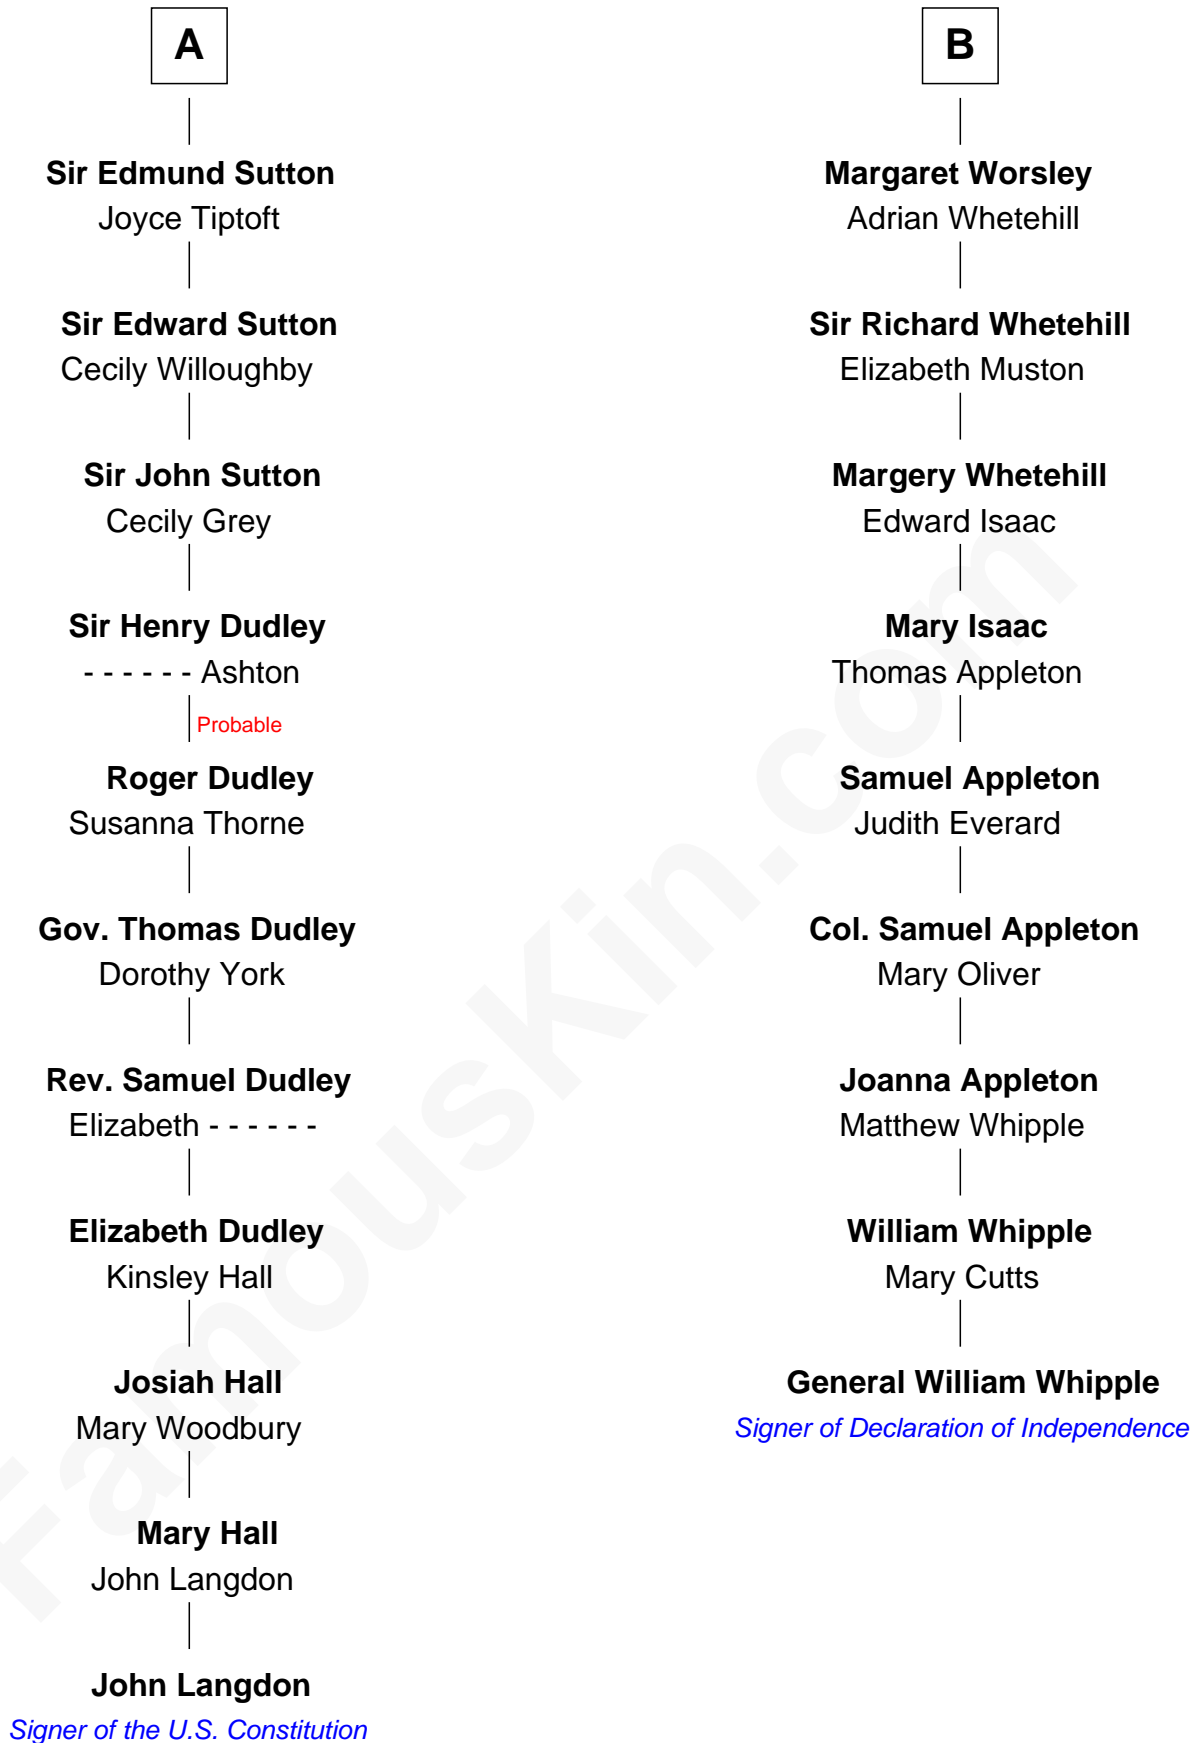 A
Sir Edmund Sutton
Joyce Tiptoft
Sir Edward Sutton
Cecily Willoughby
Sir John Sutton
Cecily Grey
Sir Henry Dudley
- - - - - - Ashton
Probable
Roger Dudley
Susanna Thorne
Gov. Thomas Dudley
Dorothy York
Rev. Samuel Dudley
Elizabeth - - - - - -
Elizabeth Dudley
Kinsley Hall
Josiah Hall
Mary Woodbury
Mary Hall
John Langdon
John Langdon
Signer of the U.S. Constitution
B
Margaret Worsley
Adrian Whetehill
Sir Richard Whetehill
Elizabeth Muston
Margery Whetehill
Edward Isaac
Mary Isaac
Thomas Appleton
Samuel Appleton
Judith Everard
Col. Samuel Appleton
Mary Oliver
Joanna Appleton
Matthew Whipple
William Whipple
Mary Cutts
General William Whipple
Signer of Declaration of Independence
FamousKin.com